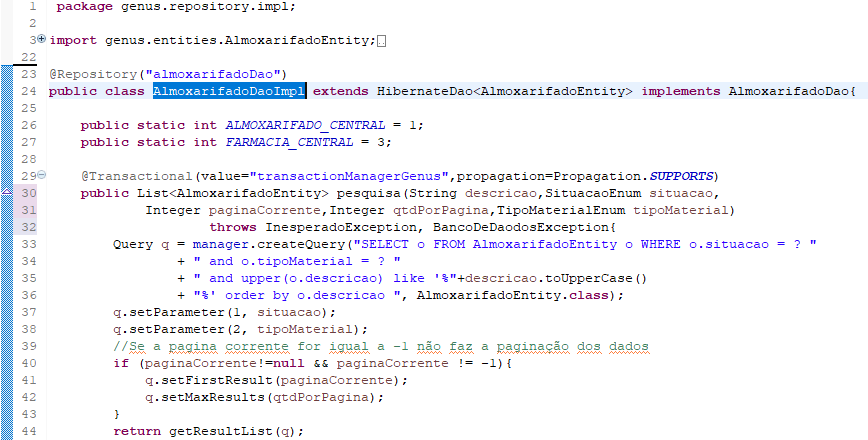 1 package genus.repository.impl;
2
3 import genus.entities.AlmoxarifadoEntity;
22
23 @Repository("almoxarifadoDao")
24 public class AlmoxarifadoDaoImpl extends HibernateDao<AlmoxarifadoEntity> implements AlmoxarifadoDao{
25
26 public static int ALMOXARIFADO_CENTRAL = 1;
27 public static int FARMACIA_CENTRAL = 3;
28
29 @Transactional(value="transactionManagerGenus",propagation=Propagation.SUPPORTS)
30 public List<AlmoxarifadoEntity> pesquisa(String descricao,SituacaoEnum situacao,
31 Integer paginaCorrente,Integer qtdPorPagina,TipoMaterialEnum tipoMaterial)
32 throws InesperadoException, BancoDeDaodosException{
33 Query q = manager.createQuery("SELECT o FROM AlmoxarifadoEntity o WHERE o.situacao = ? "
34 + " and o.tipoMaterial = ? "
35 + " and upper(o.descricao) like '%"+descricao.toUpperCase()
36 + "%' order by o.descricao ", AlmoxarifadoEntity.class);
37 q.setParameter(1, situacao);
38 q.setParameter(2, tipoMaterial);
39 //Se a pagina corrente for igual a -1 não faz a paginação dos dados
40 if (paginaCorrente!=null && paginaCorrente != -1){
41 q.setFirstResult(paginaCorrente);
42 q.setMaxResults(qtdPorPagina);
43 }
44 return getResultList(q);